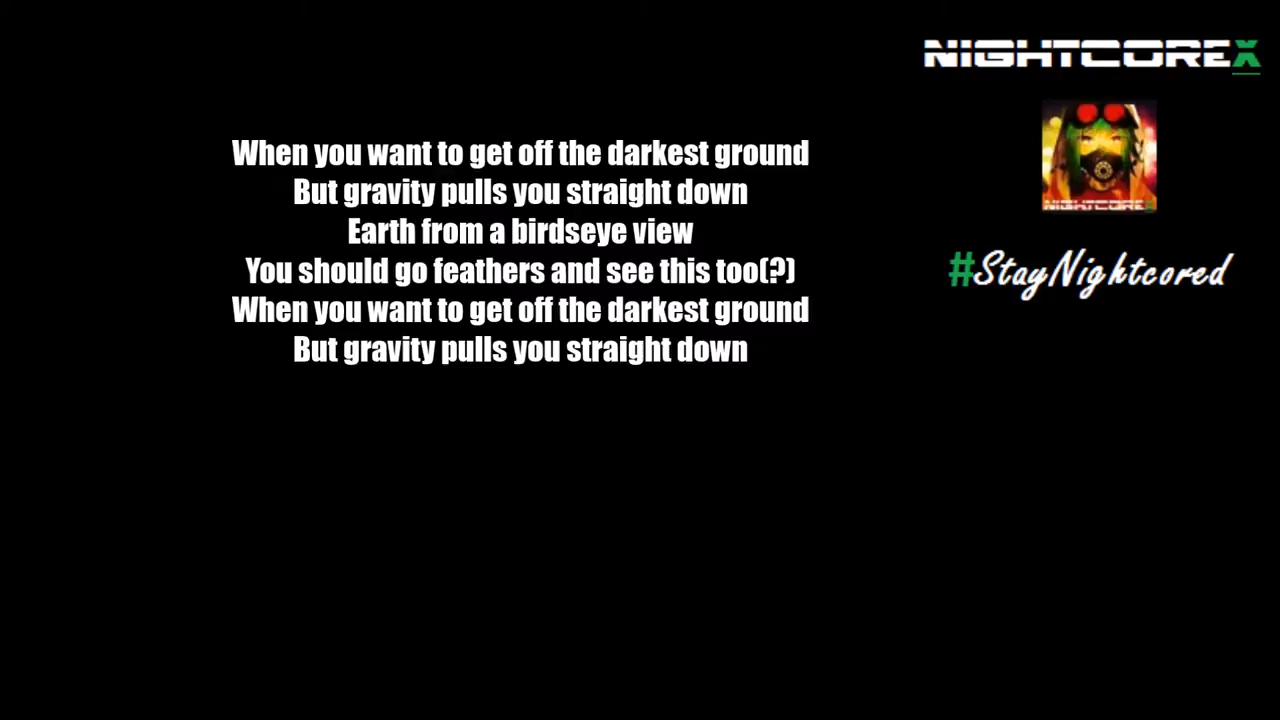 NIGHTCOREX
When you want to get off the darkest ground
But gravity pulls you straight down
Earth from a birdseye view
You should go feathers and see this too(?)
When you want to get off the darkest ground
But gravity pulls you straight down
NIGHTCOREX
#StayNightcored